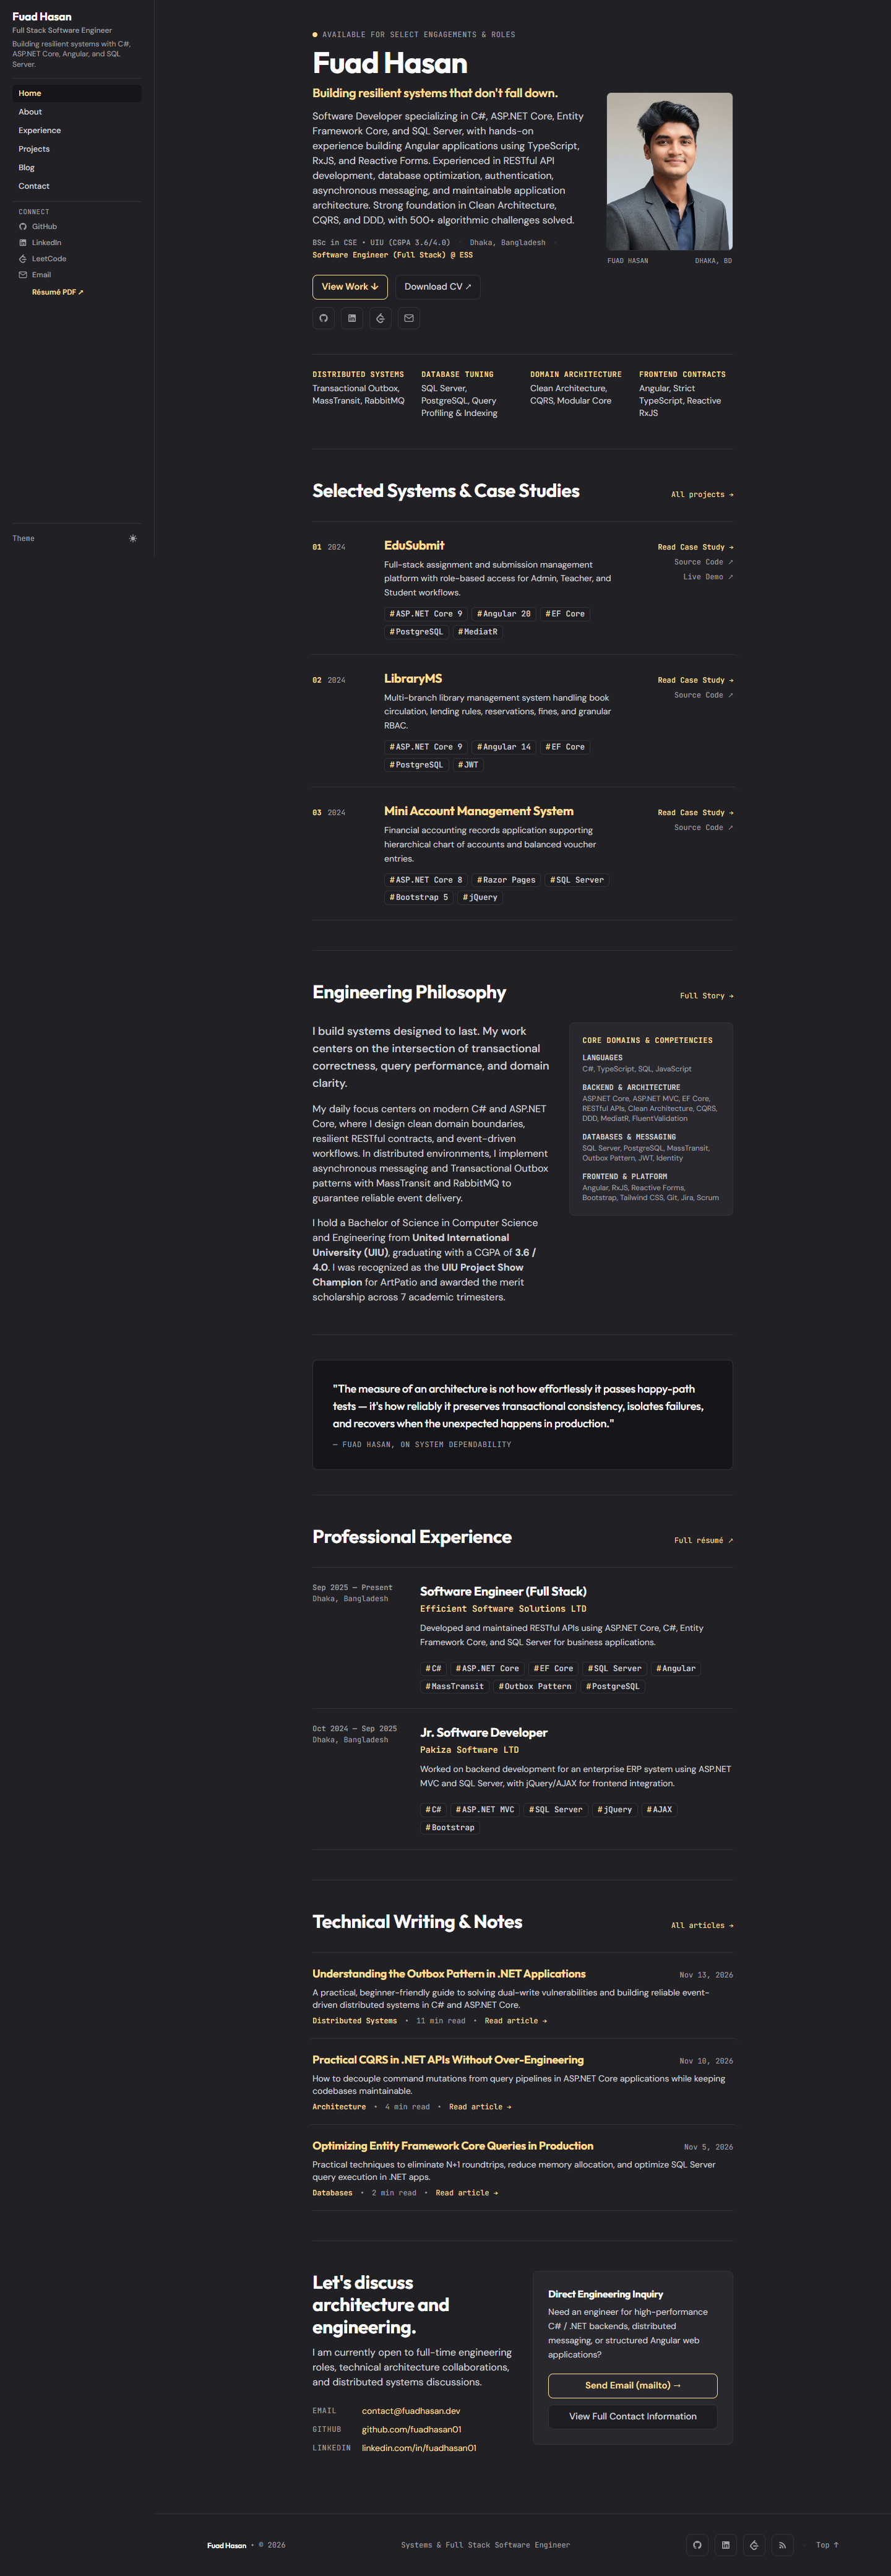 Fuad Hasan
Full Stack Software Engineer
Building resilient systems with C#,
ASP.NET Core, Angular, and SQL
Server.
Home
About
Experience
Projects
Blog
Contact
CONNECT
GitHub
LinkedIn
LeetCode
Email
Résumé PDF ↗
Theme
AVAILABLE FOR SELECT ENGAGEMENTS & ROLES
Fuad Hasan
Building resilient systems that don't fall down.
Software Developer specializing in C#, ASP.NET Core, Entity
Framework Core, and SQL Server, with hands-on
experience building Angular applications using TypeScript,
RxJS, and Reactive Forms. Experienced in RESTful API
development, database optimization, authentication,
asynchronous messaging, and maintainable application
architecture. Strong foundation in Clean Architecture,
CQRS, and DDD, with 500+ algorithmic challenges solved.
BSc in CSE • UIU (CGPA 3.6/4.0) · Dhaka, Bangladesh ·
Software Engineer (Full Stack) @ ESS
View Work ↓
Download CV ↗
FUAD HASAN
DHAKA, BD
DISTRIBUTED SYSTEMS
Transactional Outbox,
MassTransit, RabbitMQ
DATABASE TUNING
SQL Server,
PostgreSQL, Query
Profiling & Indexing
DOMAIN ARCHITECTURE
Clean Architecture,
CQRS, Modular Core
FRONTEND CONTRACTS
Angular, Strict
TypeScript, Reactive
RxJS
Selected Systems & Case Studies
All projects →
01 2024
EduSubmit
Full-stack assignment and submission management
platform with role-based access for Admin, Teacher, and
Student workflows.
#ASP.NET Core 9 #Angular 20 #EF Core
#PostgreSQL #MediatR
Read Case Study →
Source Code ↗
Live Demo ↗
02 2024
LibraryMS
Multi-branch library management system handling book
circulation, lending rules, reservations, fines, and granular
RBAC.
#ASP.NET Core 9 #Angular 14 #EF Core
#PostgreSQL #JWT
Read Case Study →
Source Code ↗
03 2024
Mini Account Management System
Financial accounting records application supporting
hierarchical chart of accounts and balanced voucher
entries.
#ASP.NET Core 8 #Razor Pages #SQL Server
#Bootstrap 5 #jQuery
Read Case Study →
Source Code ↗
Engineering Philosophy
Full Story →
I build systems designed to last. My work
centers on the intersection of transactional
correctness, query performance, and domain
clarity.
My daily focus centers on modern C# and ASP.NET
Core, where I design clean domain boundaries,
resilient RESTful contracts, and event-driven
workflows. In distributed environments, I implement
asynchronous messaging and Transactional Outbox
patterns with MassTransit and RabbitMQ to
guarantee reliable event delivery.
I hold a Bachelor of Science in Computer Science
and Engineering from United International
University (UIU), graduating with a CGPA of 3.6 /
4.0. I was recognized as the UIU Project Show
Champion for ArtPatio and awarded the merit
scholarship across 7 academic trimesters.
CORE DOMAINS & COMPETENCIES
LANGUAGES
C#, TypeScript, SQL, JavaScript
BACKEND & ARCHITECTURE
ASP.NET Core, ASP.NET MVC, EF Core,
RESTful APIs, Clean Architecture, CQRS,
DDD, MediatR, FluentValidation
DATABASES & MESSAGING
SQL Server, PostgreSQL, MassTransit,
Outbox Pattern, JWT, Identity
FRONTEND & PLATFORM
Angular, RxJS, Reactive Forms,
Bootstrap, Tailwind CSS, Git, Jira, Scrum
"The measure of an architecture is not how effortlessly it passes happy-path
tests — it's how reliably it preserves transactional consistency, isolates failures,
and recovers when the unexpected happens in production."
— FUAD HASAN, ON SYSTEM DEPENDABILITY
Professional Experience
Full résumé ↗
Sep 2025 — Present
Dhaka, Bangladesh
Software Engineer (Full Stack)
Efficient Software Solutions LTD
Developed and maintained RESTful APIs using ASP.NET Core, C#, Entity
Framework Core, and SQL Server for business applications.
#C# #ASP.NET Core #EF Core #SQL Server #Angular
#MassTransit #Outbox Pattern #PostgreSQL
Oct 2024 — Sep 2025
Dhaka, Bangladesh
Jr. Software Developer
Pakiza Software LTD
Worked on backend development for an enterprise ERP system using ASP.NET
MVC and SQL Server, with jQuery/AJAX for frontend integration.
#C# #ASP.NET MVC #SQL Server #jQuery #AJAX
#Bootstrap
Technical Writing & Notes
All articles →
Understanding the Outbox Pattern in .NET Applications
Nov 13, 2026
A practical, beginner-friendly guide to solving dual-write vulnerabilities and building reliable event-
driven distributed systems in C# and ASP.NET Core.
Distributed Systems • 11 min read • Read article →
Practical CQRS in .NET APIs Without Over-Engineering
Nov 10, 2026
How to decouple command mutations from query pipelines in ASP.NET Core applications while keeping
codebases maintainable.
Architecture • 4 min read • Read article →
Optimizing Entity Framework Core Queries in Production
Nov 5, 2026
Practical techniques to eliminate N+1 roundtrips, reduce memory allocation, and optimize SQL Server
query execution in .NET apps.
Databases • 2 min read • Read article →
Let's discuss
architecture and
engineering.
I am currently open to full-time engineering
roles, technical architecture collaborations,
and distributed systems discussions.
EMAIL contact@fuadhasan.dev
GITHUB github.com/fuadhasan01
LINKEDIN linkedin.com/in/fuadhasan01
Direct Engineering Inquiry
Need an engineer for high-performance
C# / .NET backends, distributed
messaging, or structured Angular web
applications?
Send Email (mailto) →
View Full Contact Information
Fuad Hasan • © 2026
Systems & Full Stack Software Engineer
Top ↑